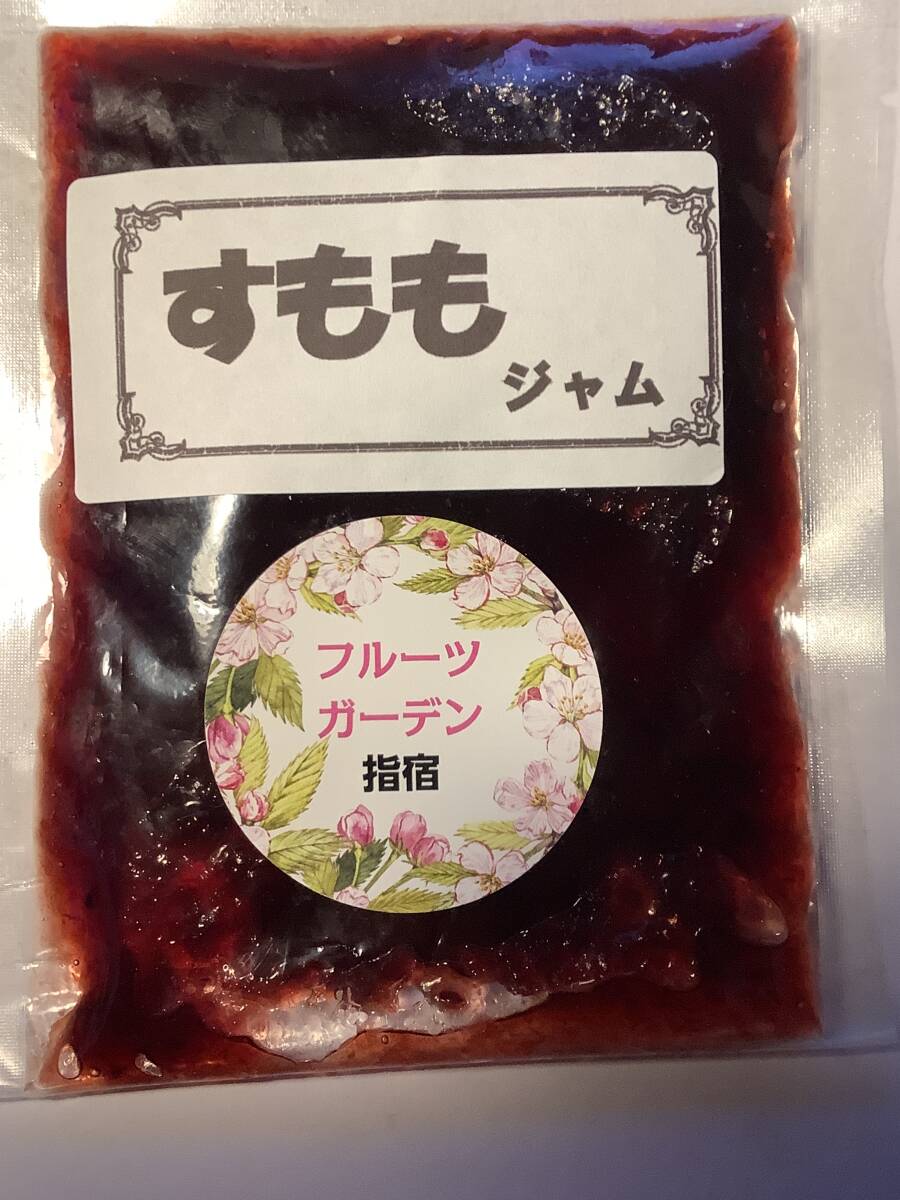 すもも
ジャム
フルーツ
ガーデン
指宿